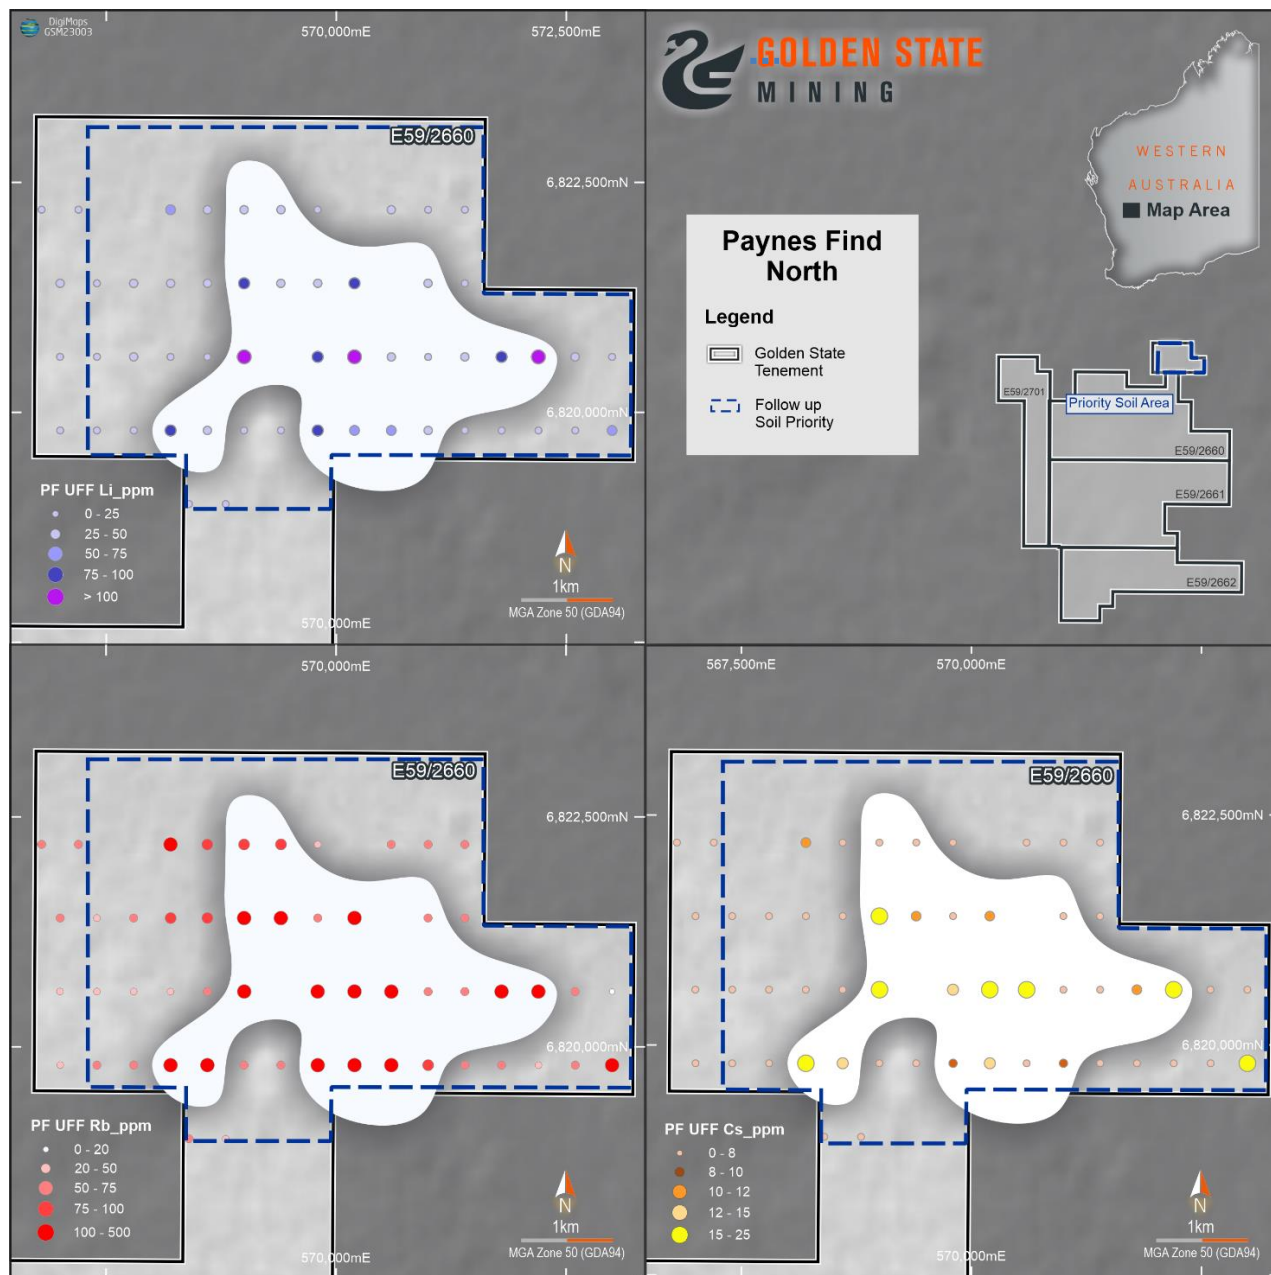 DigiMaps
GSM23003
570,000mE
572,500mE
E59/2660
6,822,500mN
6,820,000mN
PF UFF Li_ppm
0 - 25
25 - 50
50 - 75
75 - 100
> 100
N
1km
MGA Zone 50 (GDA94)
570,000mE
GOLDEN STATE
MINING
WESTERN
AUSTRALIA
Map Area
Paynes Find
North
Legend
Golden State
Tenement
Follow up
Soil Priority
E59/2701
Priority Soil Area
E59/2660
E59/2661
E59/2662
570,000mE
E59/2660
6,822,500mN
6,820,000mN
PF UFF Rb_ppm
0 - 20
20 - 50
50 - 75
75 - 100
100 - 500
N
1km
MGA Zone 50 (GDA94)
570,000mE
567,500mE
570,000mE
E59/2660
6,822,500mN
6,820,000mN
PF UFF Cs_ppm
0 - 8
8 - 10
10 - 12
12 - 15
15 - 25
N
1km
MGA Zone 50 (GDA94)
570,000mE